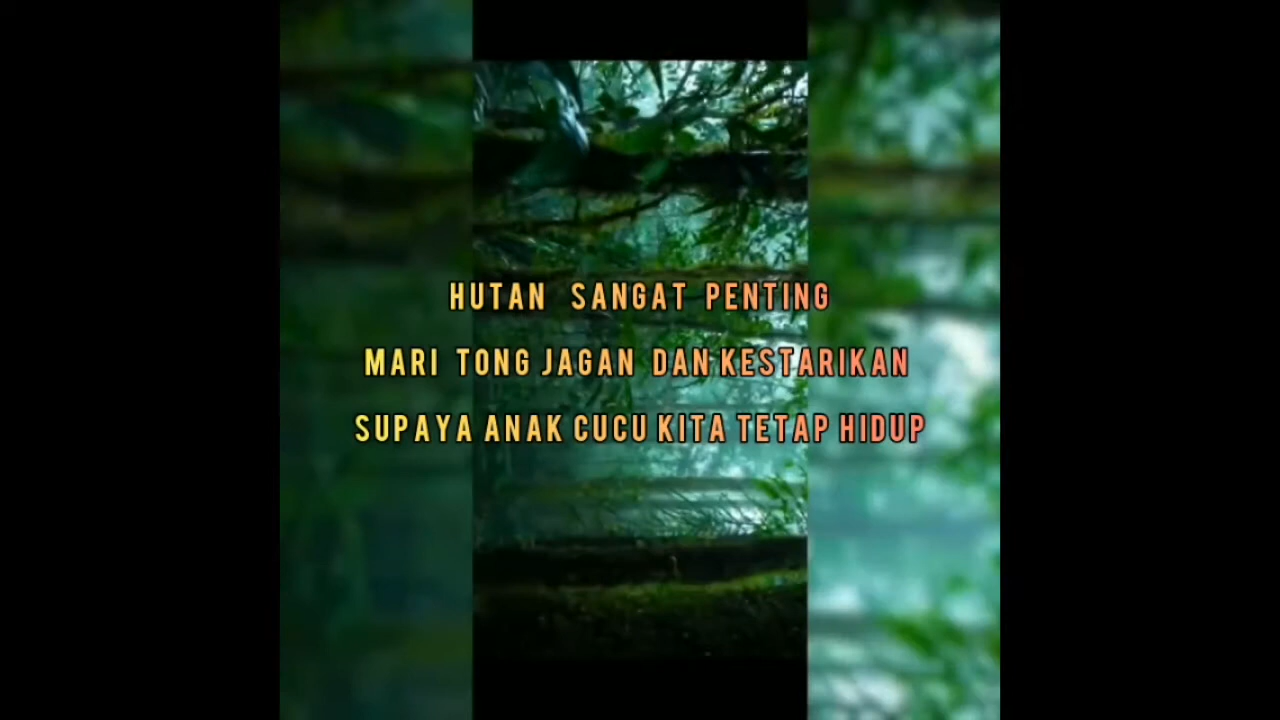 HUTAN SANGAT PENTING
MARI TONG JAGAN DAN KESTARIKAN
SUPAYA ANAK CUCU KITA TETAP HIDUP